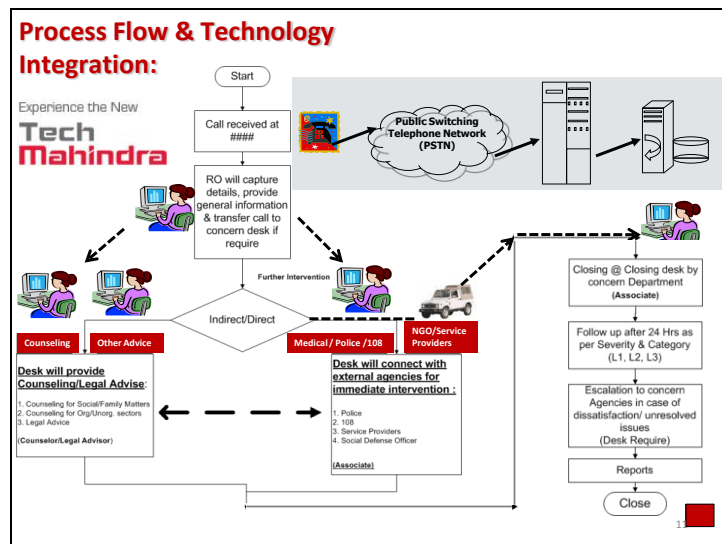 Process Flow & Technology
Integration:
Experience the New
Tech
Mahindra
Start
Call received at
####
Public Switching
Telephone Network
(PSTN)
RO will capture
details, provide
general information
& transfer call to
concern desk if
require
Further Intervention
Indirect/Direct
Counseling
Other Advice
Medical / Police /108
NGO/Service
Providers
Desk will provide
Counseling/Legal Advise:
1. Counseling for Social/Family Matters
2. Counseling for Org/Unorg. sectors
3. Legal Advice
(Counselor/Legal Advisor)
Desk will connect with
external agencies for
immediate intervention :
1. Police
2. 108
3. Service Providers
4. Social Defense Officer
(Associate)
Closing @ Closing desk by
concern Department
(Associate)
Follow up after 24 Hrs as
per Severity & Category
(L1, L2, L3)
Escalation to concern
Agencies in case of
dissatisfaction/ unresolved
issues
(Desk Require)
Reports
Close